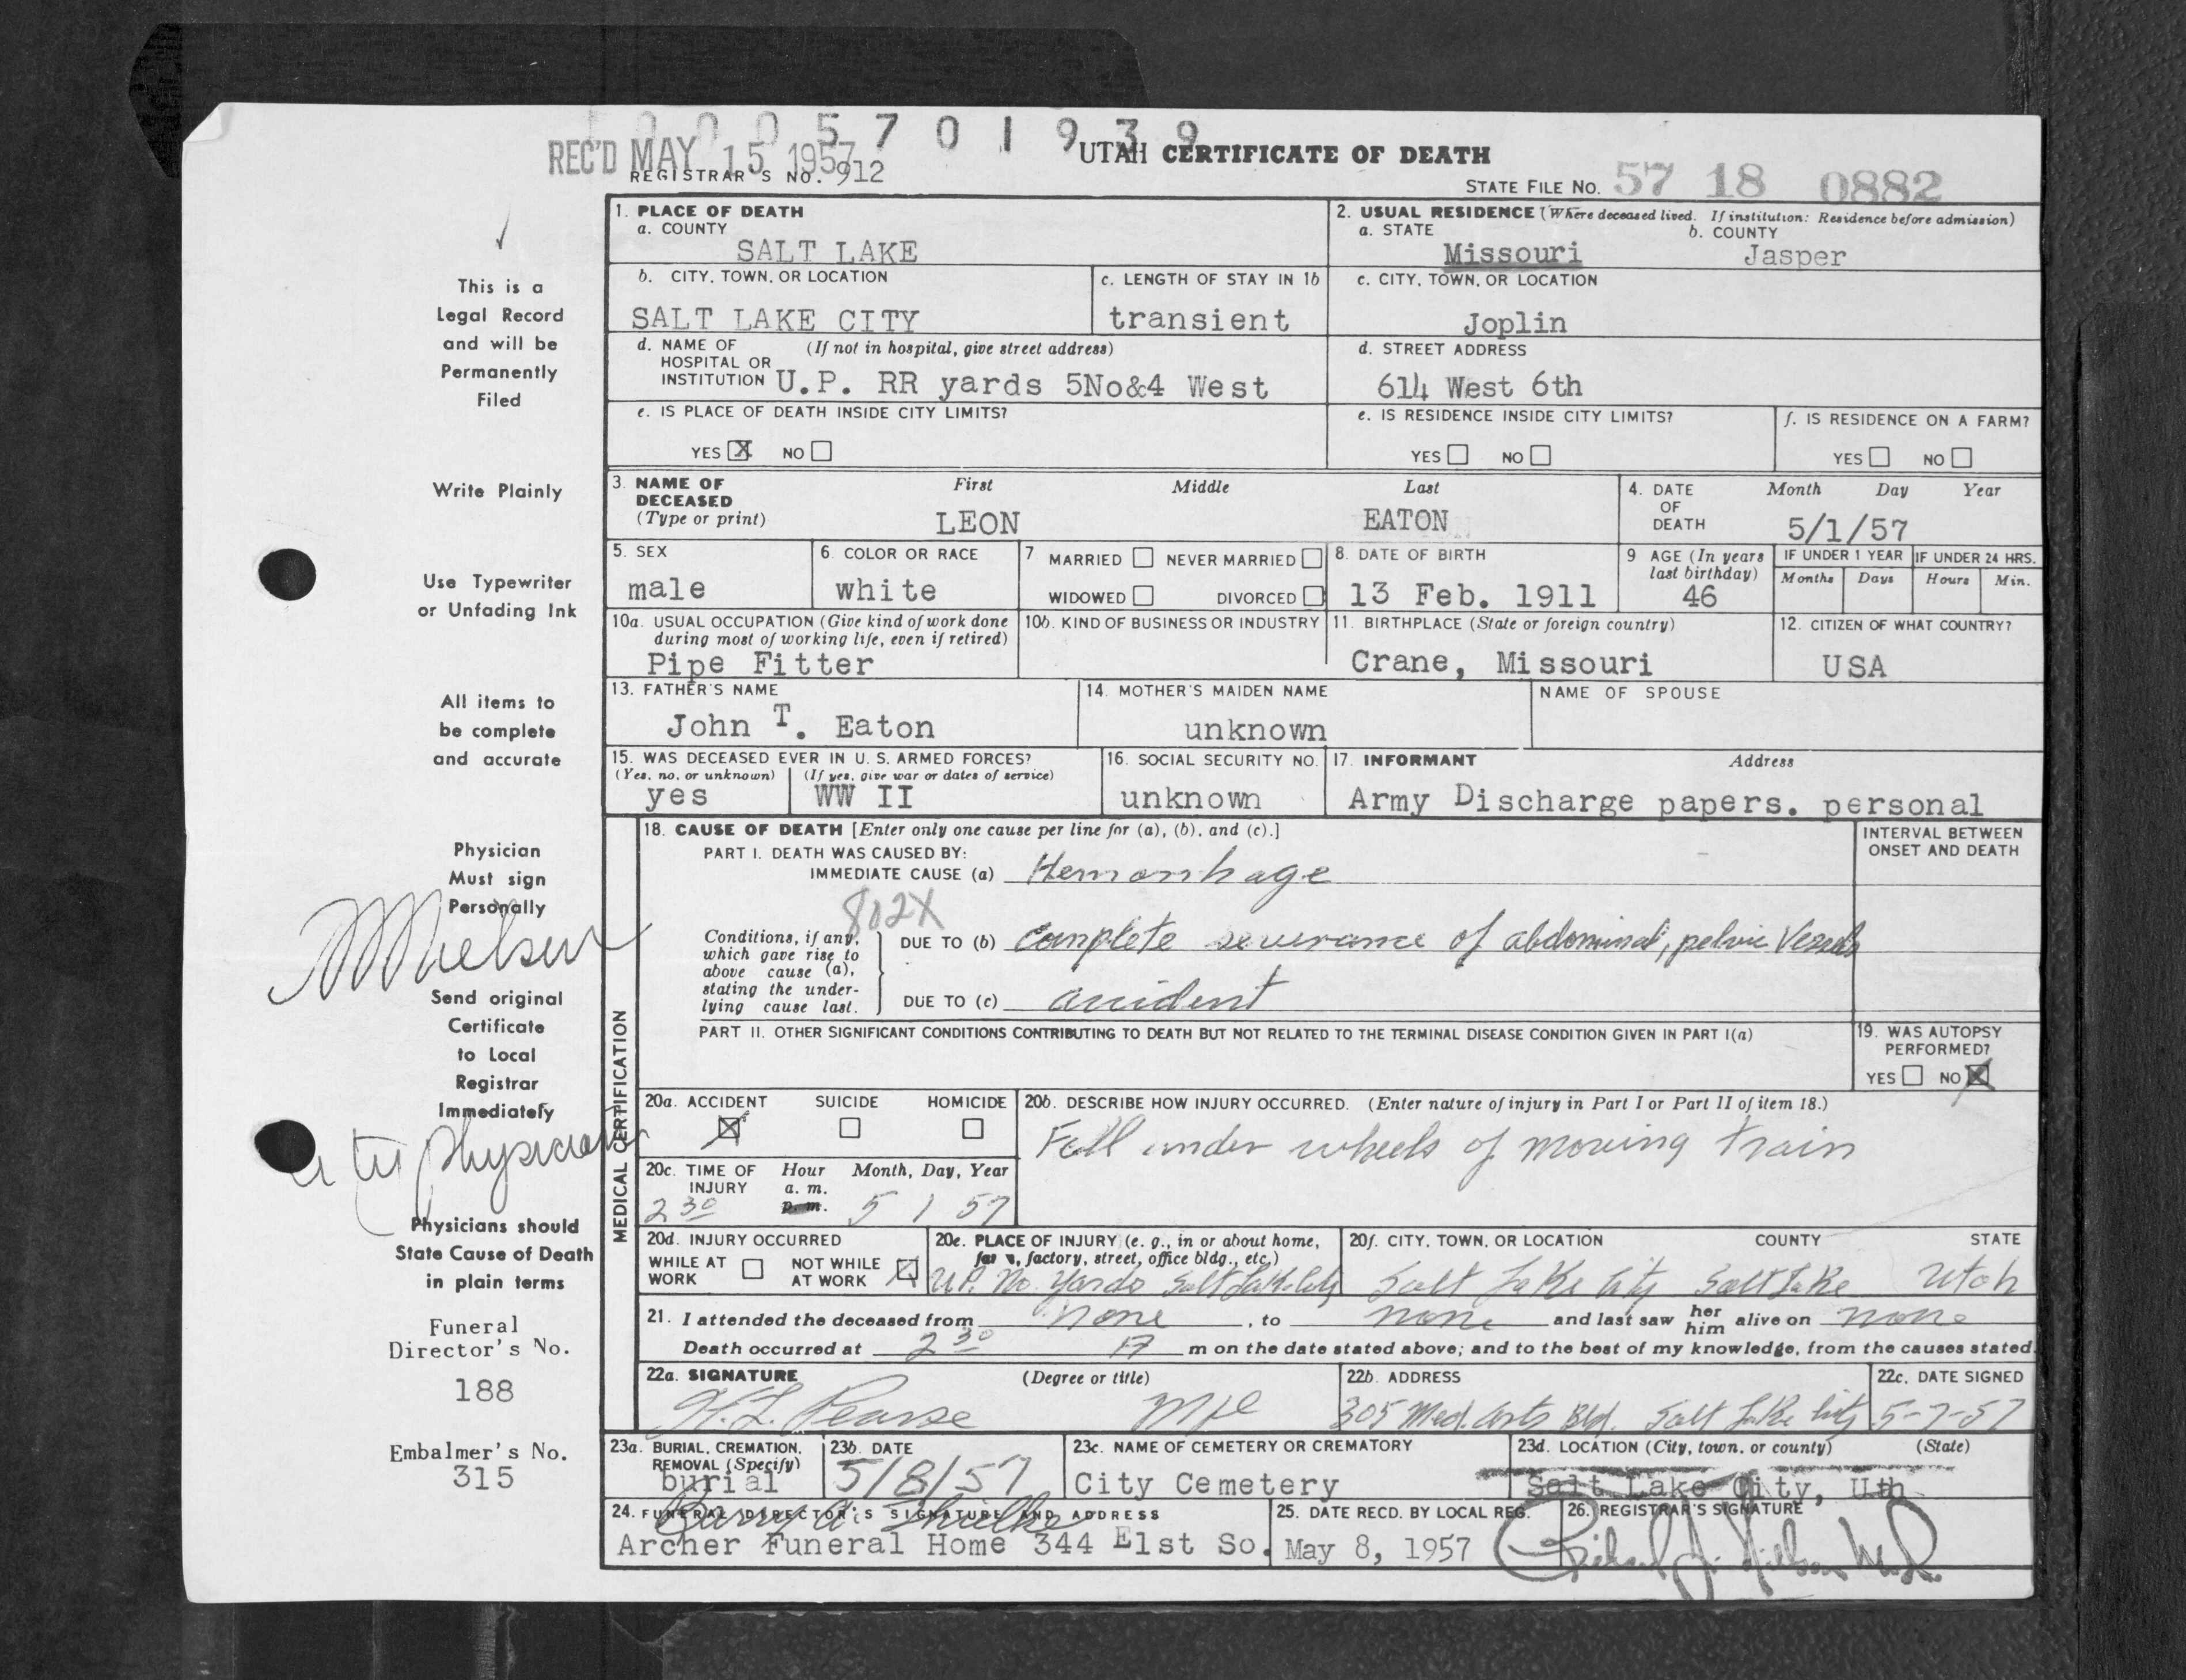 1 0 0 0 5 7 0 1 9 3 9
REC'D MAY 15 1957
REGISTRAR'S NO. 912
UTAH CERTIFICATE OF DEATH
STATE FILE NO. 57 18 0882
This is a
Legal Record
and will be
Permanently
Filed
Write Plainly
Use Typewriter
or Unfading Ink
All items to
be complete
and accurate
Physician
Must sign
Personally
Send original
Certificate
to Local
Registrar
Immediately
City Physician
Physicians should
State Cause of Death
in plain terms
Funeral
Director's No.
188
Embalmer's No.
315
1. PLACE OF DEATH
a. COUNTY
SALT LAKE
b. CITY, TOWN, OR LOCATION
SALT LAKE CITY
c. LENGTH OF STAY IN 1b
transient
d. NAME OF HOSPITAL OR INSTITUTION (If not in hospital, give street address)
U.P. RR yards 5No&4 West
e. IS PLACE OF DEATH INSIDE CITY LIMITS?
YES X NO
2. USUAL RESIDENCE (Where deceased lived. If institution: Residence before admission)
a. STATE
Missouri
b. COUNTY
Jasper
c. CITY, TOWN, OR LOCATION
Joplin
d. STREET ADDRESS
614 West 6th
e. IS RESIDENCE INSIDE CITY LIMITS?
YES NO
f. IS RESIDENCE ON A FARM?
YES NO
3. NAME OF DECEASED (Type or print)
First Middle Last
LEON EATON
4. DATE OF DEATH Month Day Year
5/1/57
5. SEX
male
6. COLOR OR RACE
white
7 MARRIED NEVER MARRIED
WIDOWED DIVORCED
8. DATE OF BIRTH
13 Feb. 1911
9 AGE (In years last birthday)
46
IF UNDER 1 YEAR IF UNDER 24 HRS.
Months Days Hours Min.
10a. USUAL OCCUPATION (Give kind of work done during most of working life, even if retired)
Pipe Fitter
10b. KIND OF BUSINESS OR INDUSTRY
11. BIRTHPLACE (State or foreign country)
Crane, Missouri
12. CITIZEN OF WHAT COUNTRY?
USA
13. FATHER'S NAME
John T. Eaton
14. MOTHER'S MAIDEN NAME
unknown
NAME OF SPOUSE
15. WAS DECEASED EVER IN U. S. ARMED FORCES?
(Yes, no, or unknown) (If yes, give war or dates of service)
yes WW II
16. SOCIAL SECURITY NO.
unknown
17. INFORMANT Address
Army Discharge papers. personal
MEDICAL CERTIFICATION
18. CAUSE OF DEATH [Enter only one cause per line for (a), (b), and (c).]
INTERVAL BETWEEN ONSET AND DEATH
PART I. DEATH WAS CAUSED BY:
IMMEDIATE CAUSE (a) Hemorrhage
802X
Conditions, if any, which gave rise to above cause (a), stating the underlying cause last.
DUE TO (b) Complete severance of abdominal, pelvic Vessels
DUE TO (c) accident
PART II. OTHER SIGNIFICANT CONDITIONS CONTRIBUTING TO DEATH BUT NOT RELATED TO THE TERMINAL DISEASE CONDITION GIVEN IN PART I(a)
19. WAS AUTOPSY PERFORMED?
YES NO X
20a. ACCIDENT SUICIDE HOMICIDE
X
20b. DESCRIBE HOW INJURY OCCURRED. (Enter nature of injury in Part I or Part II of item 18.)
Fell under wheels of moving train
20c. TIME OF INJURY Hour Month, Day, Year
a. m.
p. m.
2 30 5 1 57
20d. INJURY OCCURRED
WHILE AT WORK NOT WHILE AT WORK X
20e. PLACE OF INJURY (e. g., in or about home, farm, factory, street, office bldg., etc.)
U.P. No. Yards Salt Lake City
20f. CITY, TOWN, OR LOCATION COUNTY STATE
Salt Lake City Salt Lake Utah
21. I attended the deceased from none, to none and last saw her him alive on none
Death occurred at 2 30 A m on the date stated above; and to the best of my knowledge, from the causes stated.
22a. SIGNATURE (Degree or title)
H. L. Pearse MD
22b. ADDRESS
305 Med. Arts Bld. Salt Lake City
22c. DATE SIGNED
5-7-57
23a. BURIAL, CREMATION, REMOVAL (Specify)
burial
23b. DATE
5/8/57
23c. NAME OF CEMETERY OR CREMATORY
City Cemetery
23d. LOCATION (City, town, or county) (State)
Salt Lake City, Uth
24. FUNERAL DIRECTOR'S SIGNATURE AND ADDRESS
Archer Funeral Home 344 E1st So.
25. DATE RECD. BY LOCAL REG.
May 8, 1957
26. REGISTRAR'S SIGNATURE